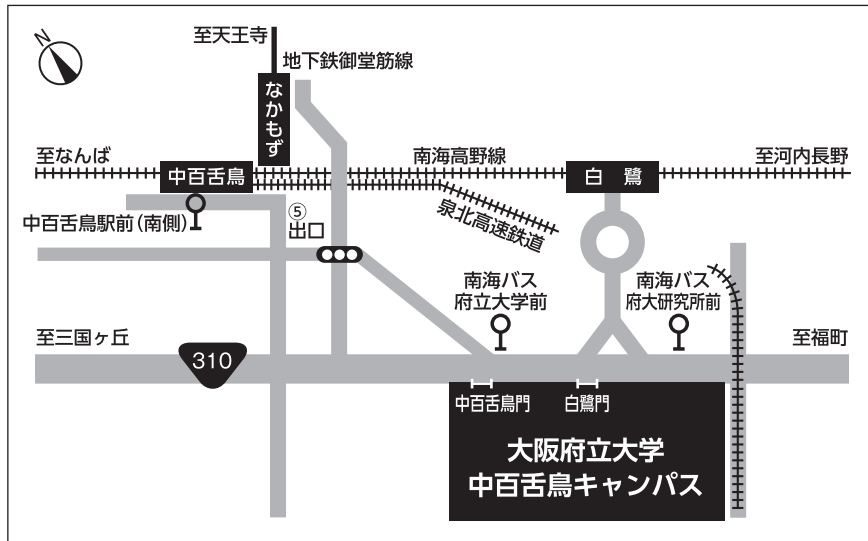 N
至天王寺
地下鉄御堂筋線
なかもず
至なんば
中百舌鳥
南海高野線
白鷺
至河内長野
中百舌鳥駅前(南側)
⑤
出口
泉北高速鉄道
南海バス
府立大学前
南海バス
府大研究所前
至三国ヶ丘
310
至福町
中百舌鳥門
白鷺門
大阪府立大学
中百舌鳥キャンパス